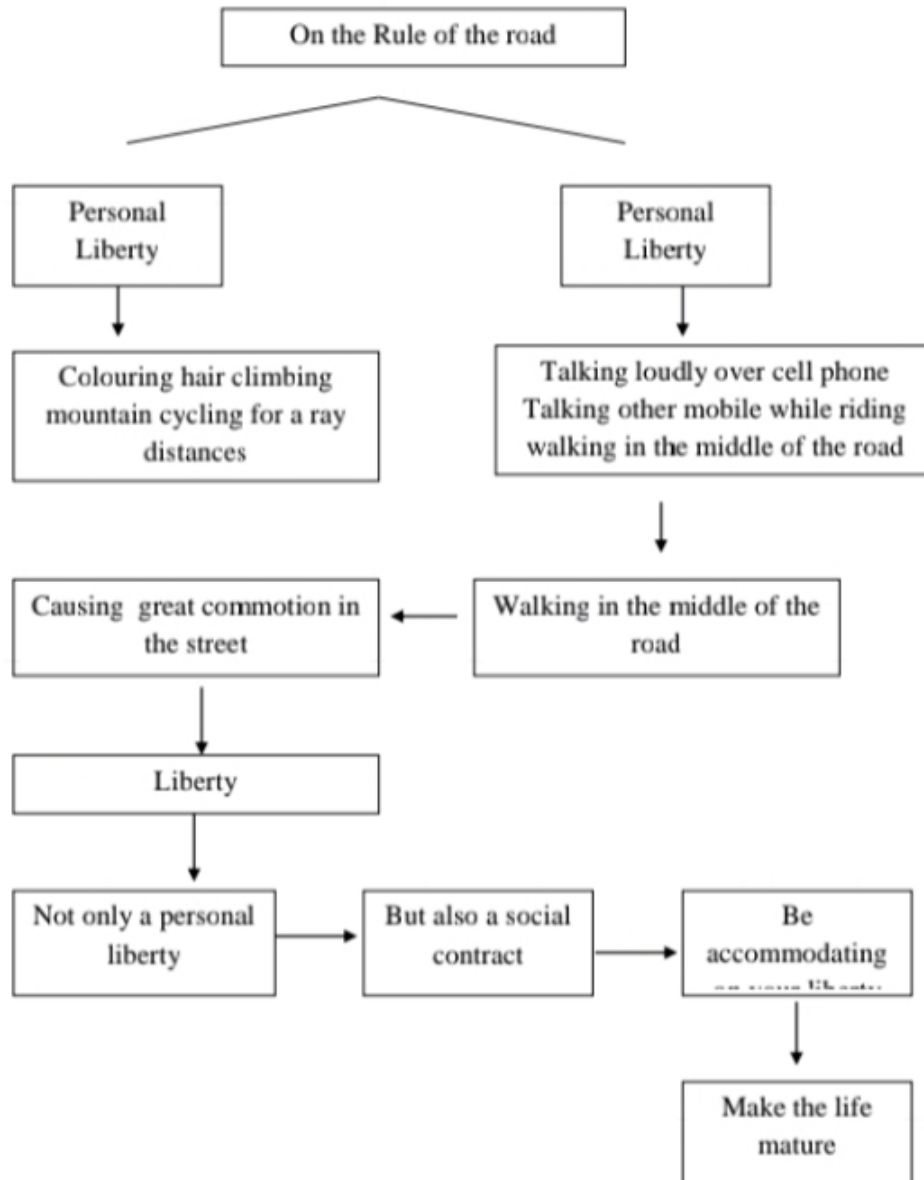 On the Rule of the road
Personal
Liberty
Personal
Liberty
Colouring hair climbing
mountain cycling for a ray
distances
Talking loudly over cell phone
Talking other mobile while riding
walking in the middle of the road
Causing great commotion in
the street
Walking in the middle of the
road
Liberty
Not only a personal
liberty
But also a social
contract
Be
accommodating
Make the life
mature